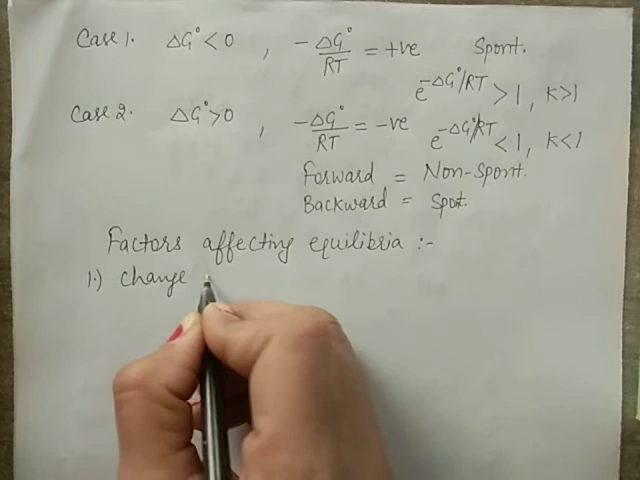 Case 1. ΔG° < 0 , -ΔG°/RT = +ve Spont.
e^-ΔG°/RT > 1 , K>1
Case 2. ΔG° > 0 , -ΔG°/RT = -ve e^-ΔG°/RT < 1, K<1
Forward = Non-Spont.
Backward = Spot.
Factors affecting equilibria :-
1.) Change